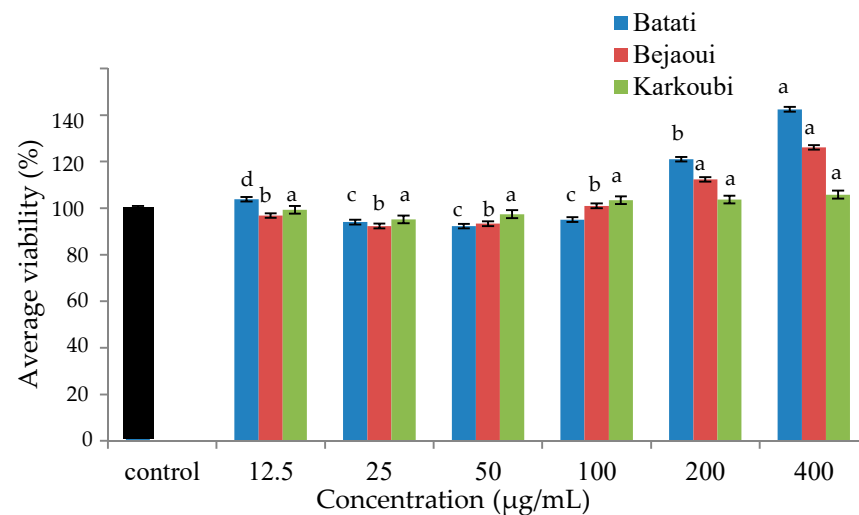 Batati
Bejaoui
Karkoubi
Average viability (%)
140
120
100
80
60
40
20
0
d b a
c b a
c b a
c b a
b a a
a a a
control 12.5 25 50 100 200 400
Concentration (µg/mL)